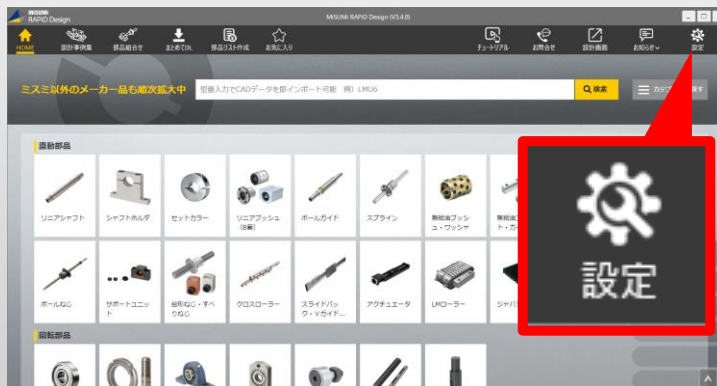 MISUMI
RAPID Design
MISUMI RAPiD Design (V3.4.0)
HOME
設計事例集
部品組合せ
まとめてDL
部品リスト作成
お気に入り
チュートリアル
お問合せ
設計画面
お知らせ
設定
ミスミ以外のメーカー品も順次拡大中
型番入力でCADデータを即インポート可能 例) LMU6
検索
直動部品
リニアシャフト
シャフトホルダ
セットカラー
リニアブッシュ
(B案)
ボールガイド
スプライン
無給油ブッシュ・ワッシャ
ボールねじ
サポートユニット
台形ねじ・すべりねじ
クロスローラー
スライドパック・Vガイド...
アクチュエータ
LMローラー
回転部品
設定